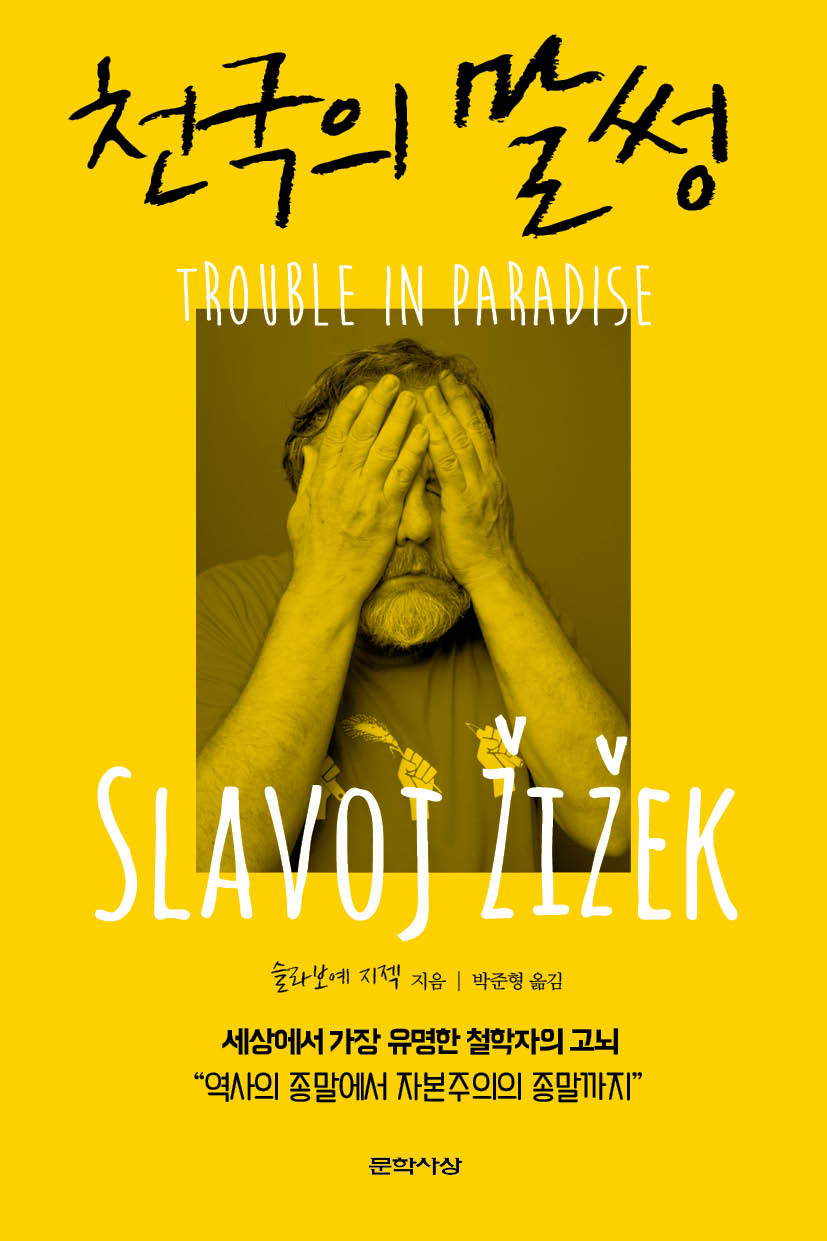 천국의 말썽
TROUBLE IN PARADISE
SLAVOJ ŽIŽEK
슬라보예 지젝 지음 | 박준형 옮김
세상에서 가장 유명한 철학자의 고뇌
“역사의 종말에서 자본주의의 종말까지”
문학사상